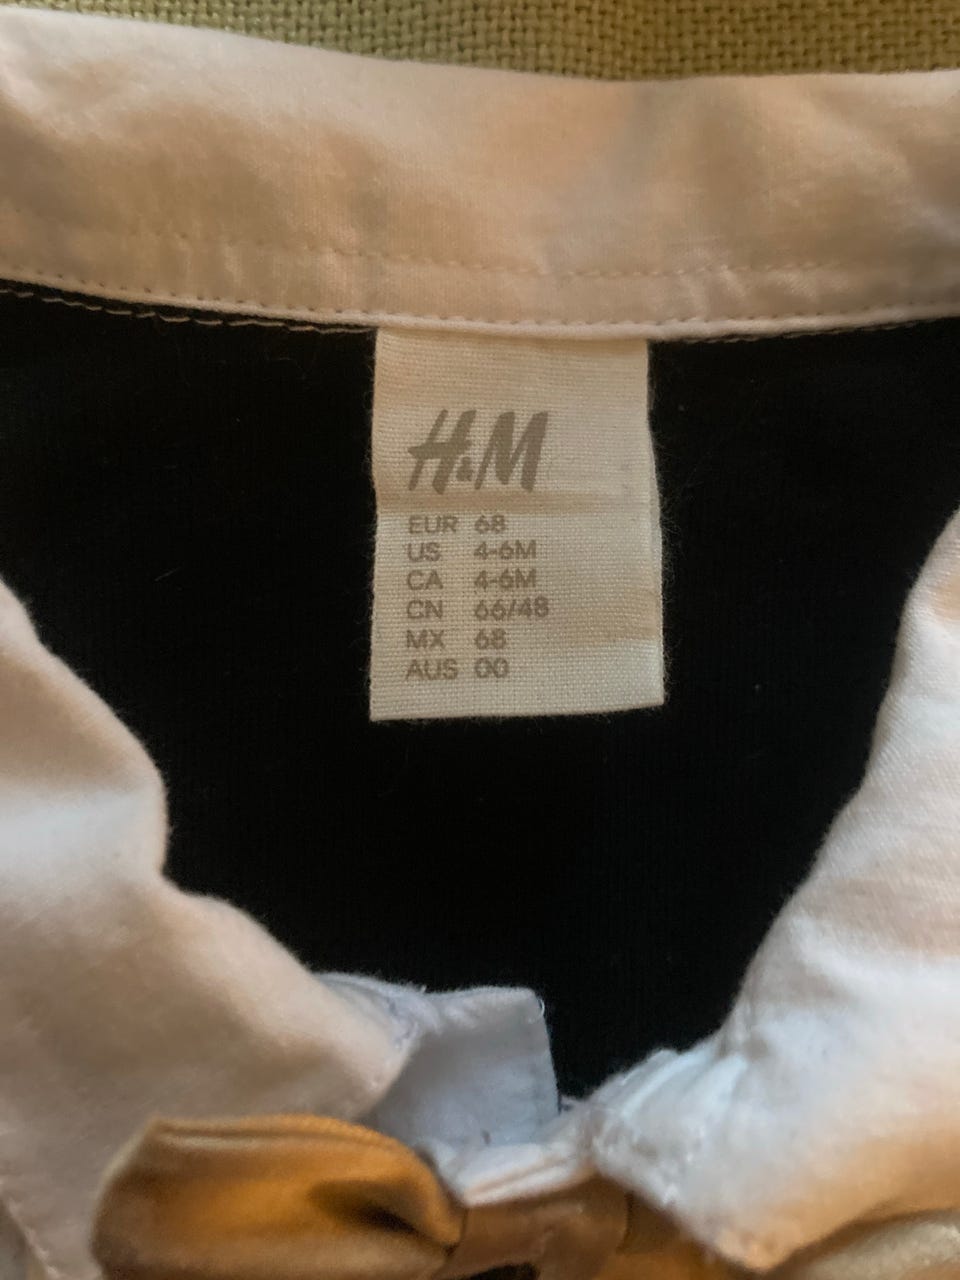 H&M
EUR 68
US 4-6M
CA 4-6M
CN 66/48
MX 68
AUS 00